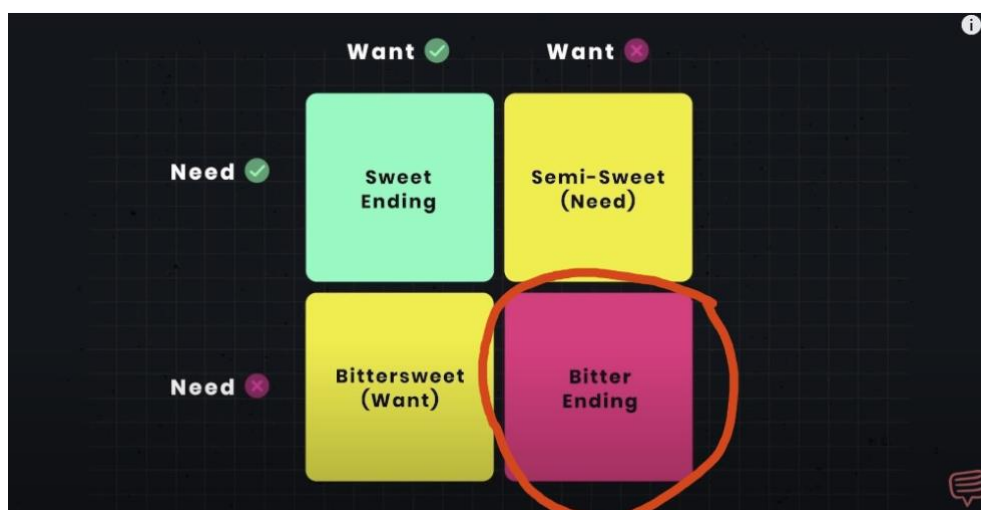 Want
Want
Need
Sweet
Ending
Semi-Sweet
(Need)
Need
Bittersweet
(Want)
Bitter
Ending